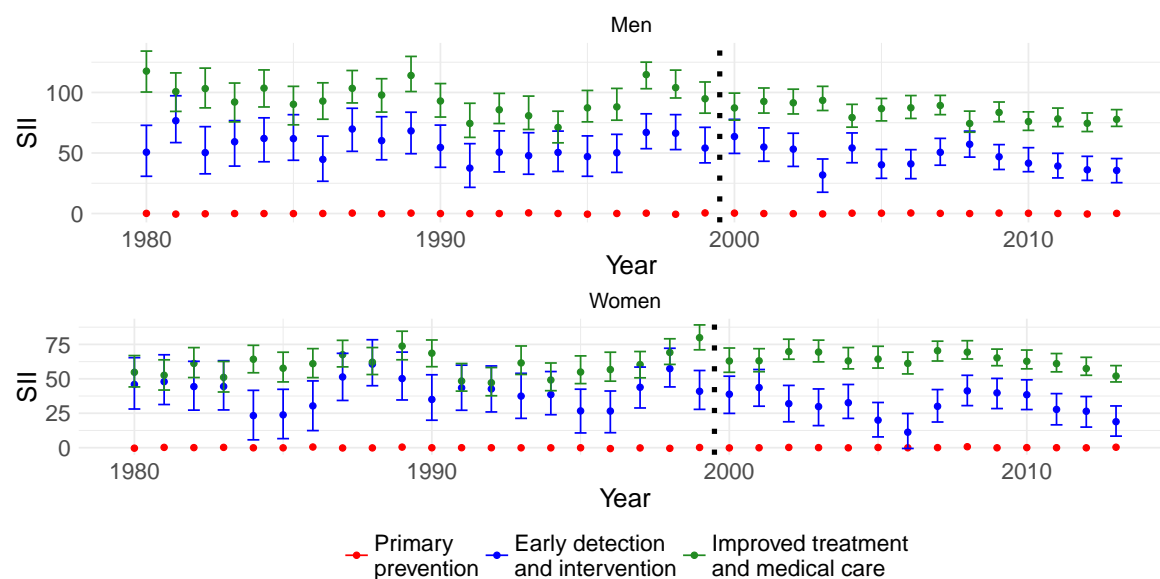 Men
100
50
0
SII
1980 1990 2000 2010
Year
Women
75
50
25
0
SII
1980 1990 2000 2010
Year
Primary prevention
Early detection and intervention
Improved treatment and medical care